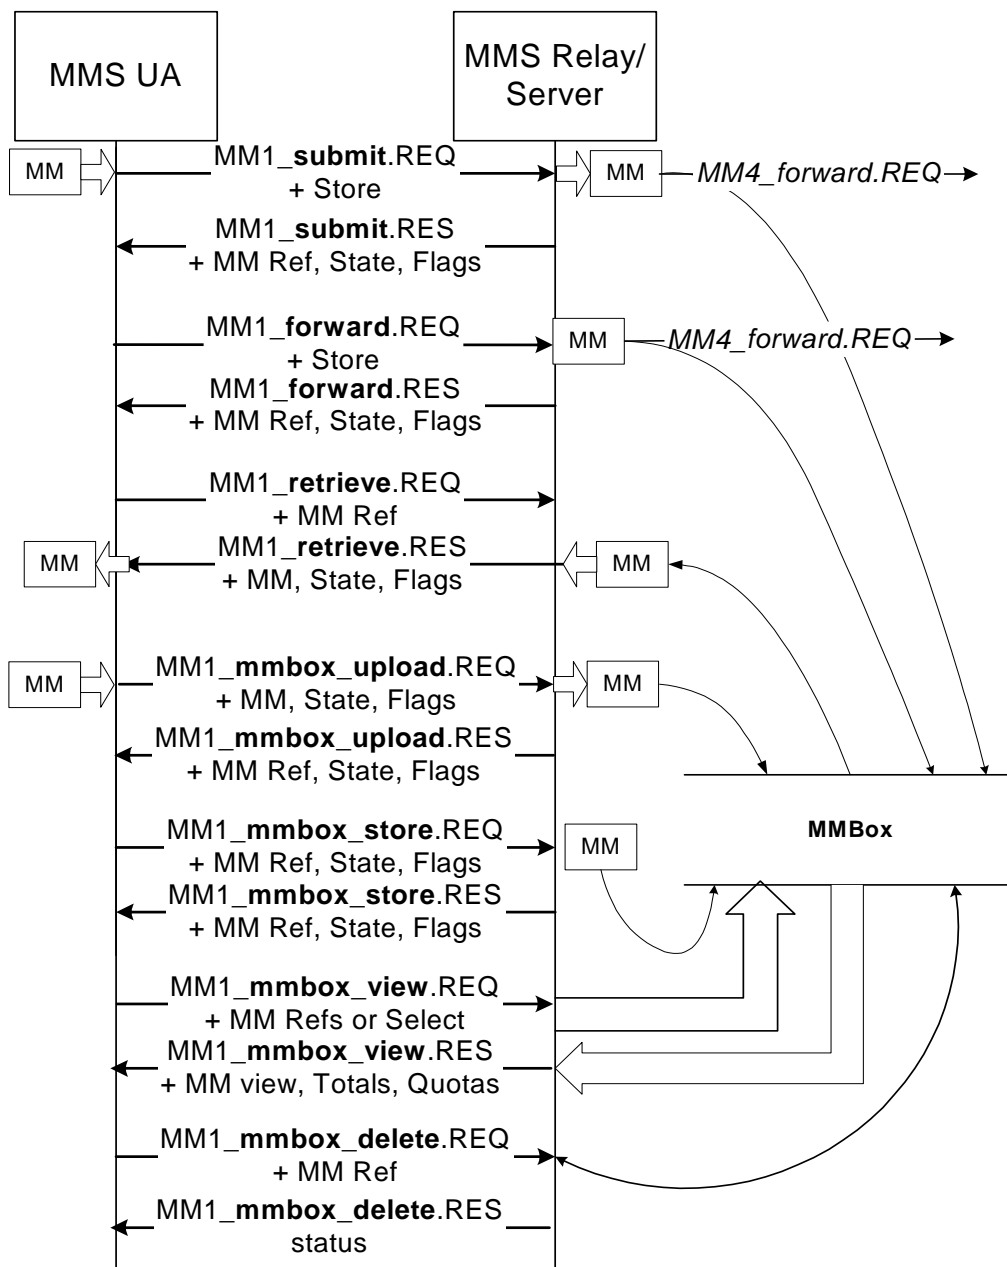 MMS UA
MMS Relay/
Server
MM
MM1_submit.REQ
+ Store
MM
MM4_forward.REQ
MM1_submit.RES
+ MM Ref, State, Flags
MM1_forward.REQ
+ Store
MM
MM4_forward.REQ
MM1_forward.RES
+ MM Ref, State, Flags
MM1_retrieve.REQ
+ MM Ref
MM
MM1_retrieve.RES
+ MM, State, Flags
MM
MM
MM1_mmbox_upload.REQ
+ MM, State, Flags
MM
MM1_mmbox_upload.RES
+ MM Ref, State, Flags
MMBox
MM1_mmbox_store.REQ
+ MM Ref, State, Flags
MM
MM1_mmbox_store.RES
+ MM Ref, State, Flags
MM1_mmbox_view.REQ
+ MM Refs or Select
MM1_mmbox_view.RES
+ MM view, Totals, Quotas
MM1_mmbox_delete.REQ
+ MM Ref
MM1_mmbox_delete.RES
status